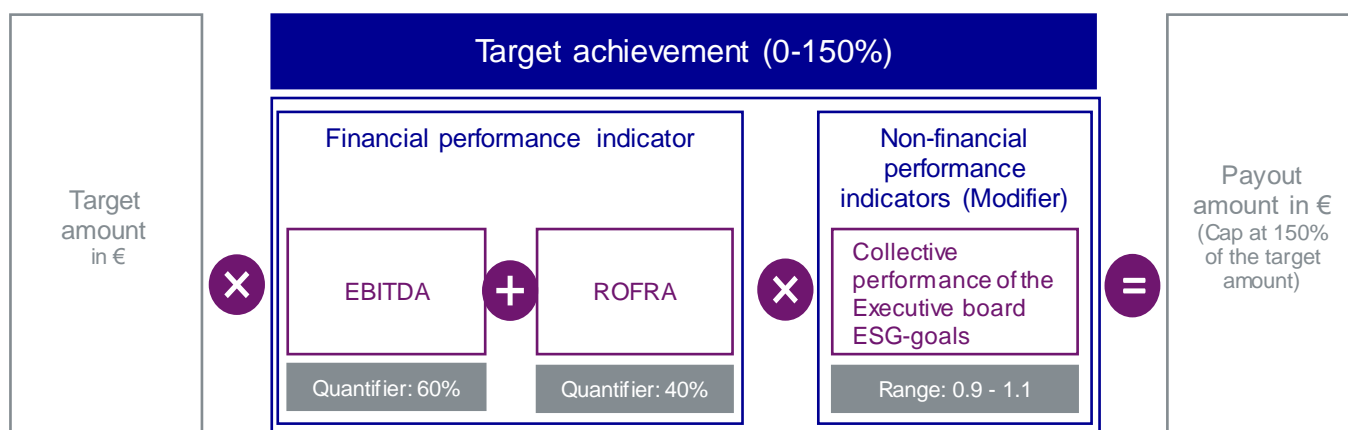 Target achievement (0-150%)
Target
amount
in €
×
Financial performance indicator
EBITDA
Quantifier: 60%
+
ROFRA
Quantifier: 40%
×
Non-financial
performance
indicators (Modifier)
Collective
performance of the
Executive board
ESG-goals
Range: 0.9 - 1.1
=
Payout
amount in €
(Cap at 150%
of the target
amount)